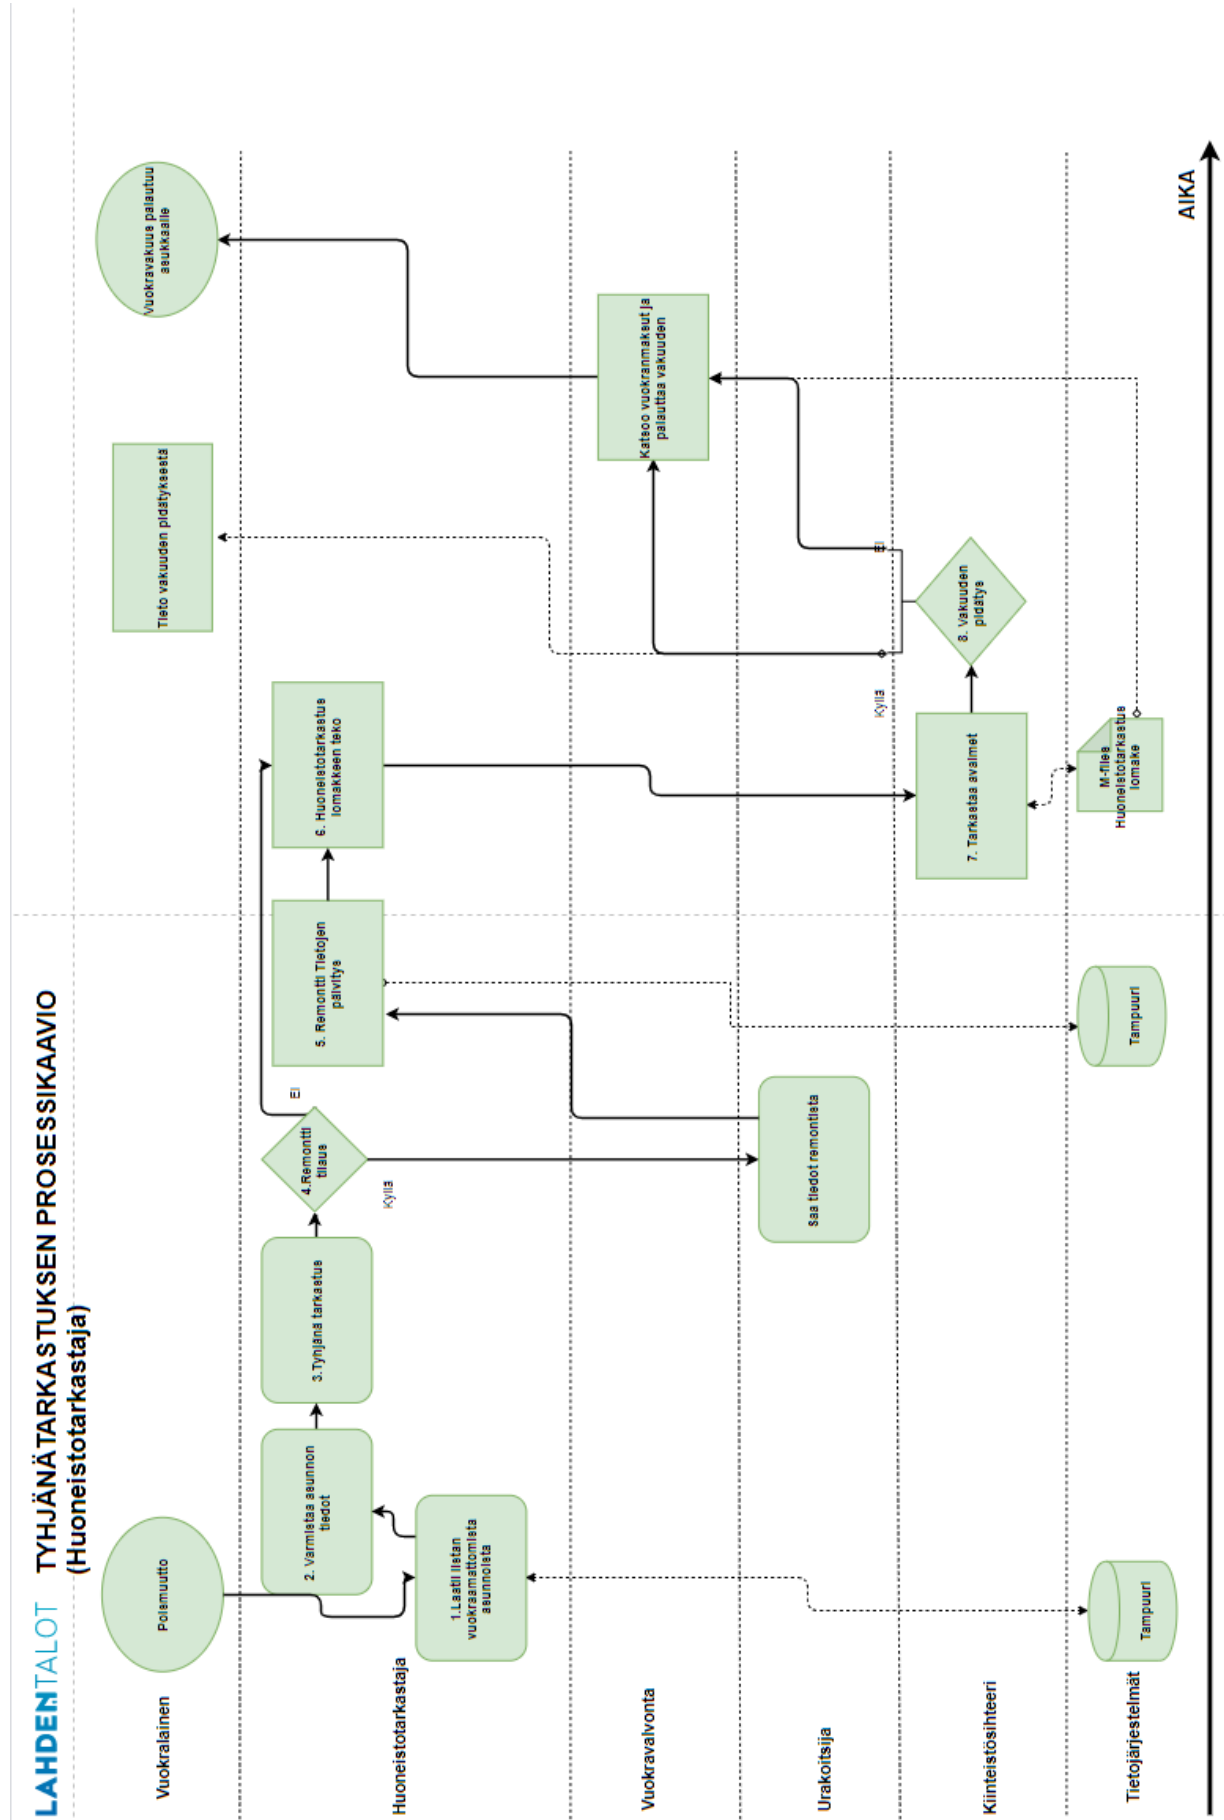 LAHDENTALOT TYHJÄNÄTARKASTUKSEN PROSESSIKAAVIO
(Huoneistotarkastaja)
Vuokralainen
Poismuutto
Tieto vakuuden pidätyksestä
Vuokravakuus palautuu
asukkaalle
Huoneistotarkastaja
1.Laatii listan
vuokraamattomista
asunnoista
2. Varmistaa asunnon
tiedot
3.Tyhjänä tarkastus
4.Remontti
tilaus
Ei
Kyllä
5. Remontti Tietojen
päivitys
6. Huoneistotarkastus
lomakkeen teko
Vuokravalvonta
Katsoo vuokranmaksut ja
palauttaa vakuuden
Urakoitsija
Saa tiedot remontista
Kyllä
Ei
Kiinteistösihteeri
7. Tarkastaa avaimet
8. Vakuuden
pidätys
Tietojärjestelmät
Tampuuri
Tampuuri
M-files
Huoneistotarkastus
lomake
AIKA